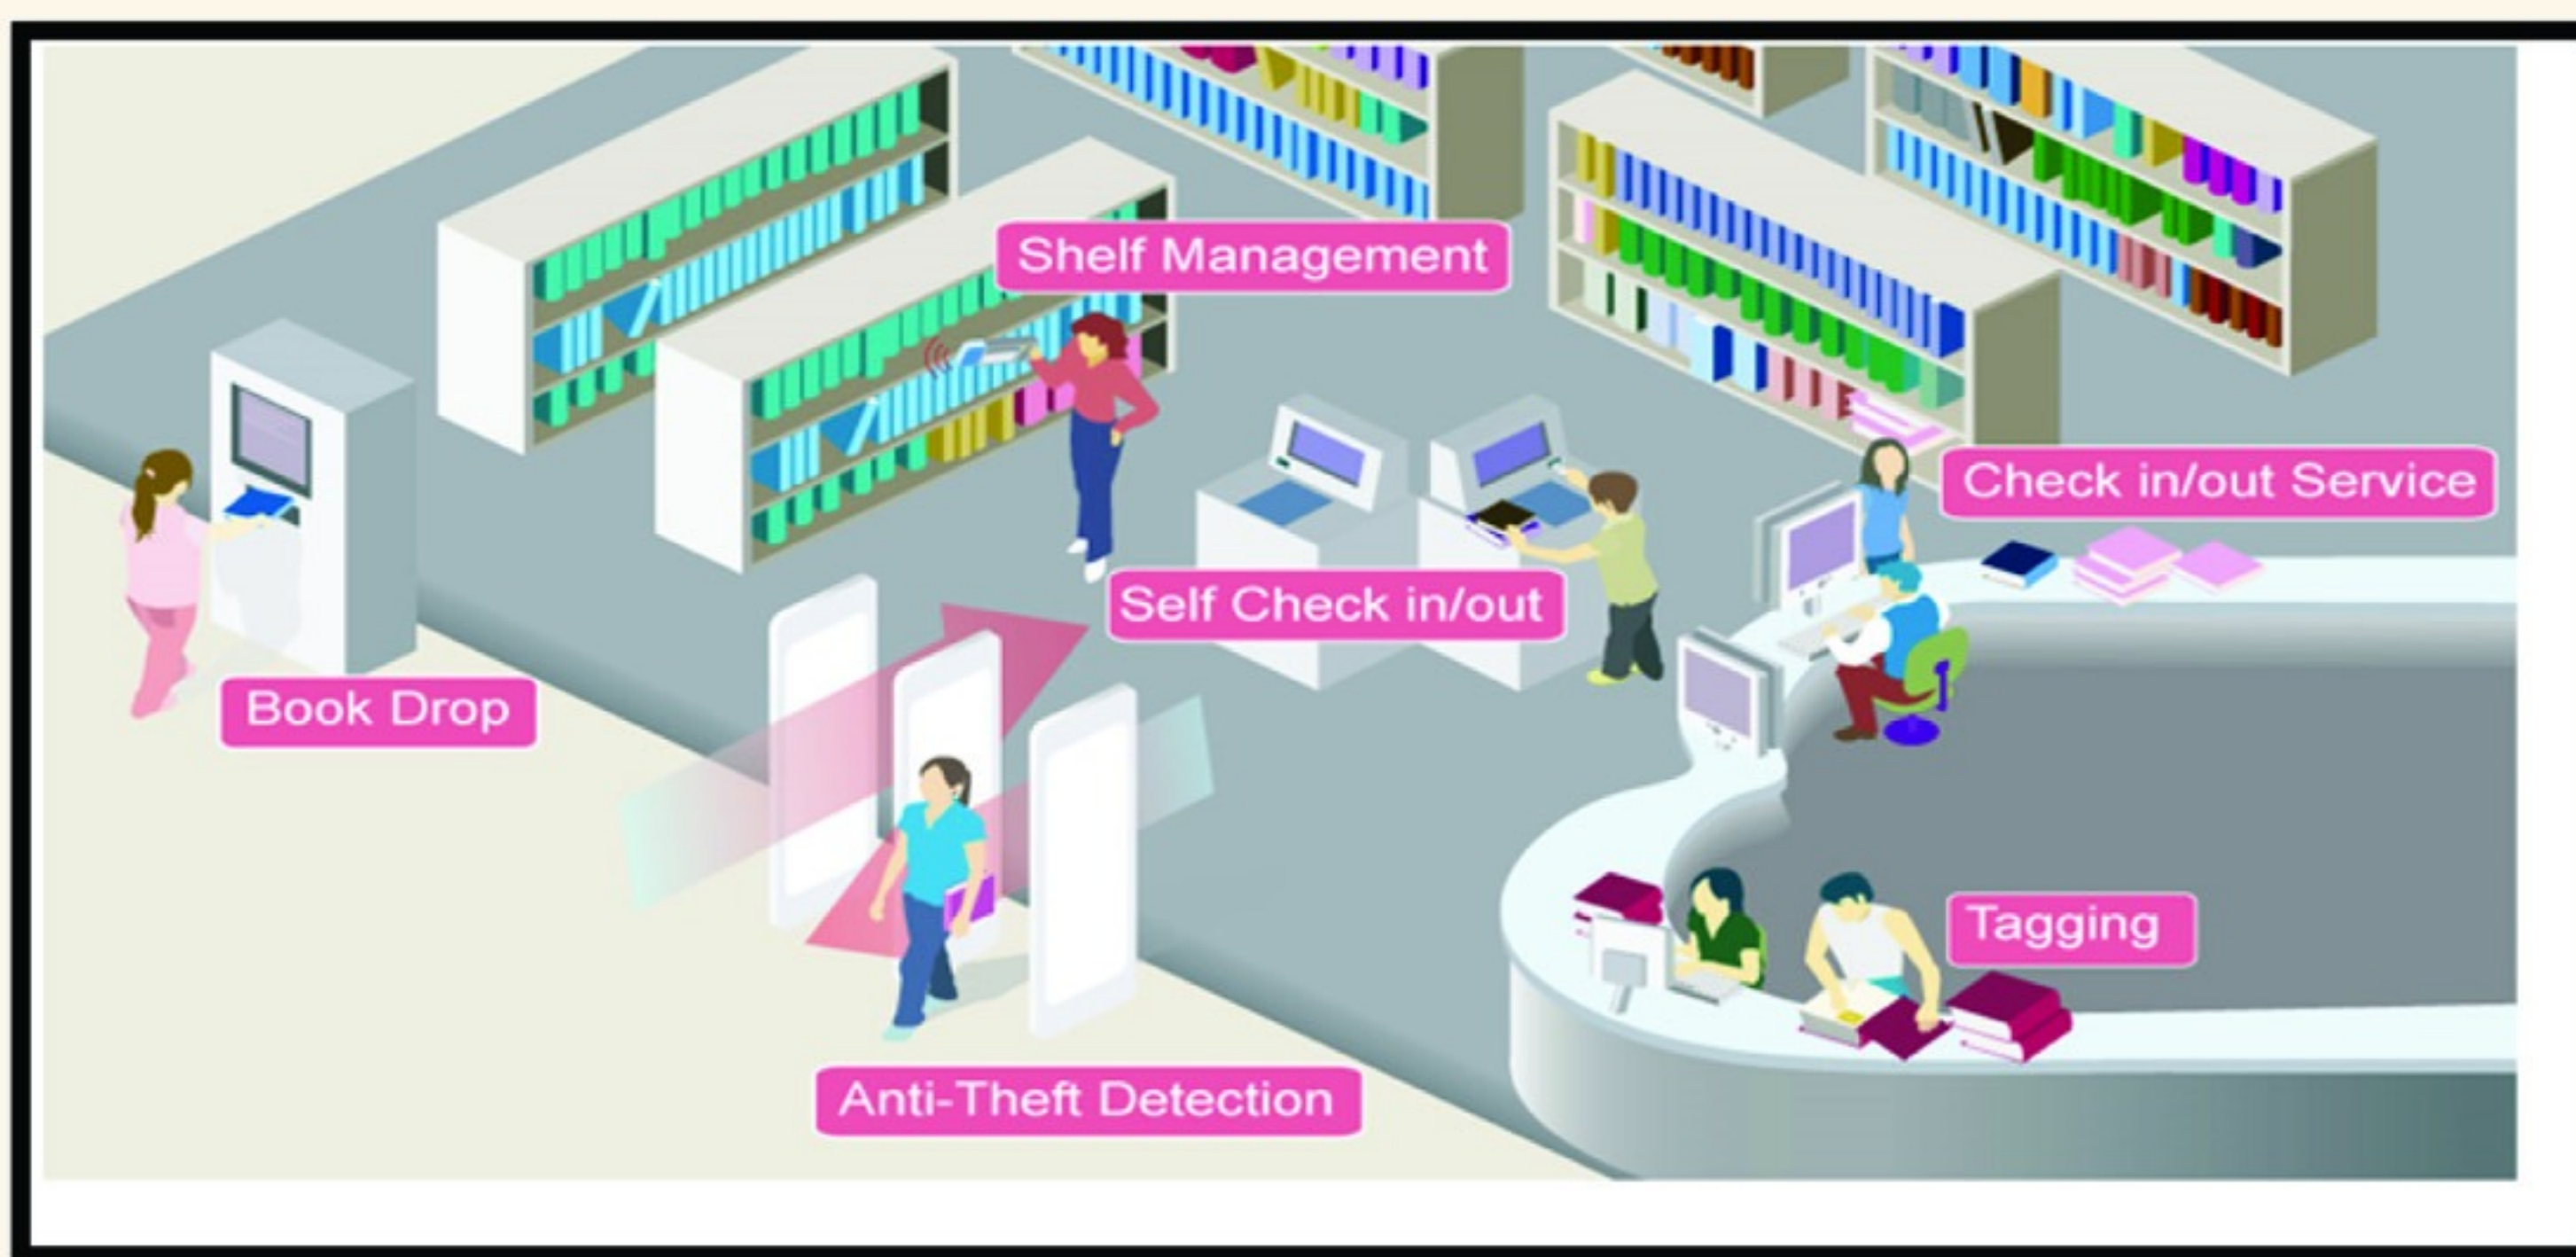 Shelf Management
Check in/out Service
Self Check in/out
Book Drop
Tagging
Anti-Theft Detection